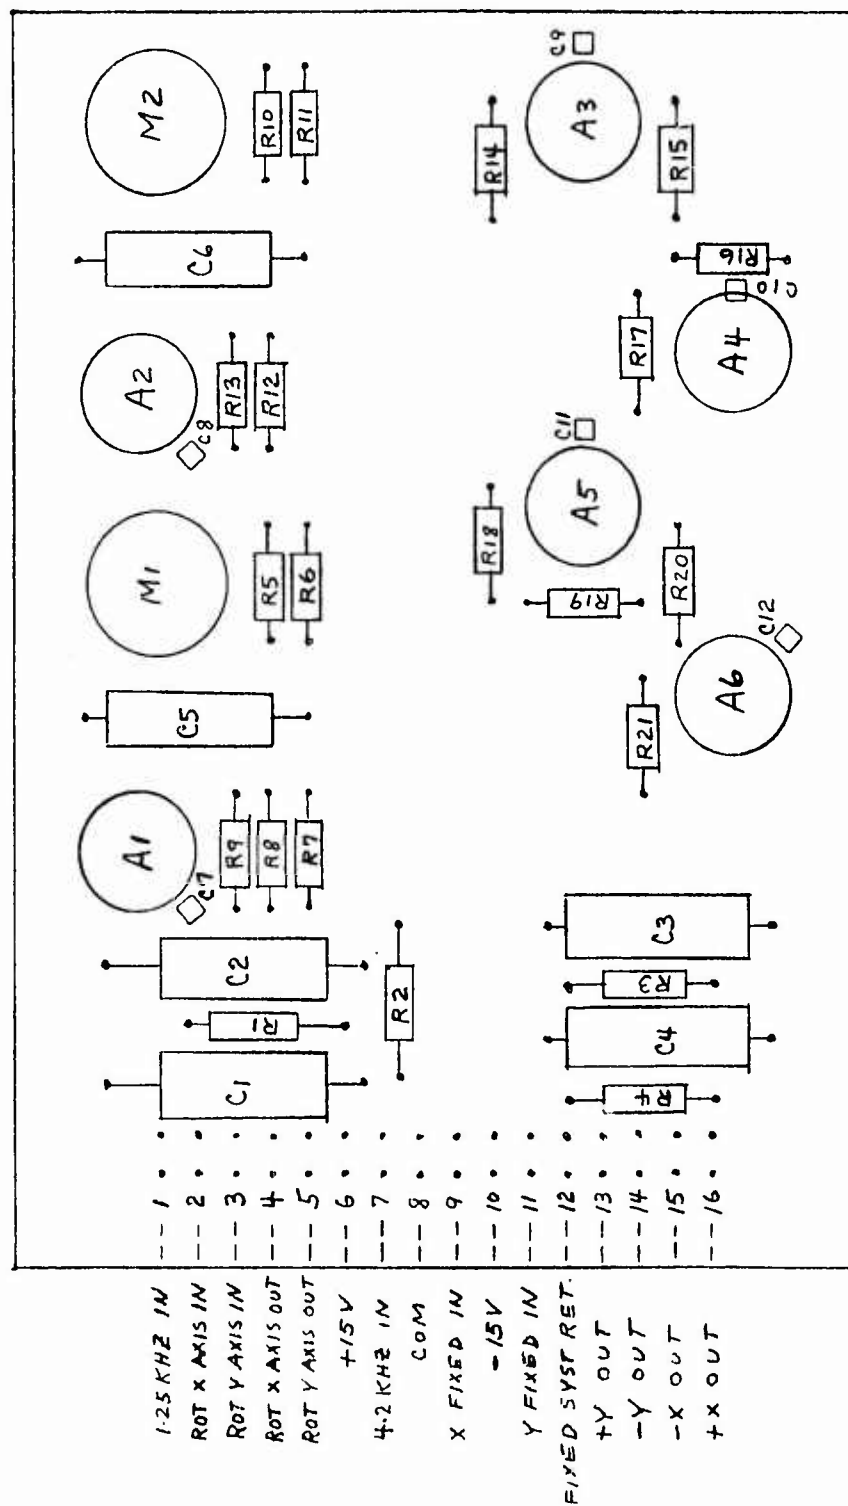 M2
R10
R11
C6
A2
C8
R13
R12
M1
R5
R6
C5
A1
C7
R9
R8
R7
C2
R1
C1
R2
C9
A3
R14
R15
R16
C10
A4
R17
C11
A5
R18
R19
R20
C12
A6
R21
C3
R3
C4
R4
1.25 KHZ IN --- 1
ROT X AXIS IN --- 2
ROT Y AXIS IN --- 3
ROT X AXIS OUT --- 4
ROT Y AXIS OUT --- 5
+15V --- 6
4.2 KHZ IN --- 7
COM --- 8
X FIXED IN --- 9
-15V --- 10
Y FIXED IN --- 11
FIXED SYST RET. --- 12
+Y OUT --- 13
-Y OUT --- 14
-X OUT --- 15
+X OUT --- 16